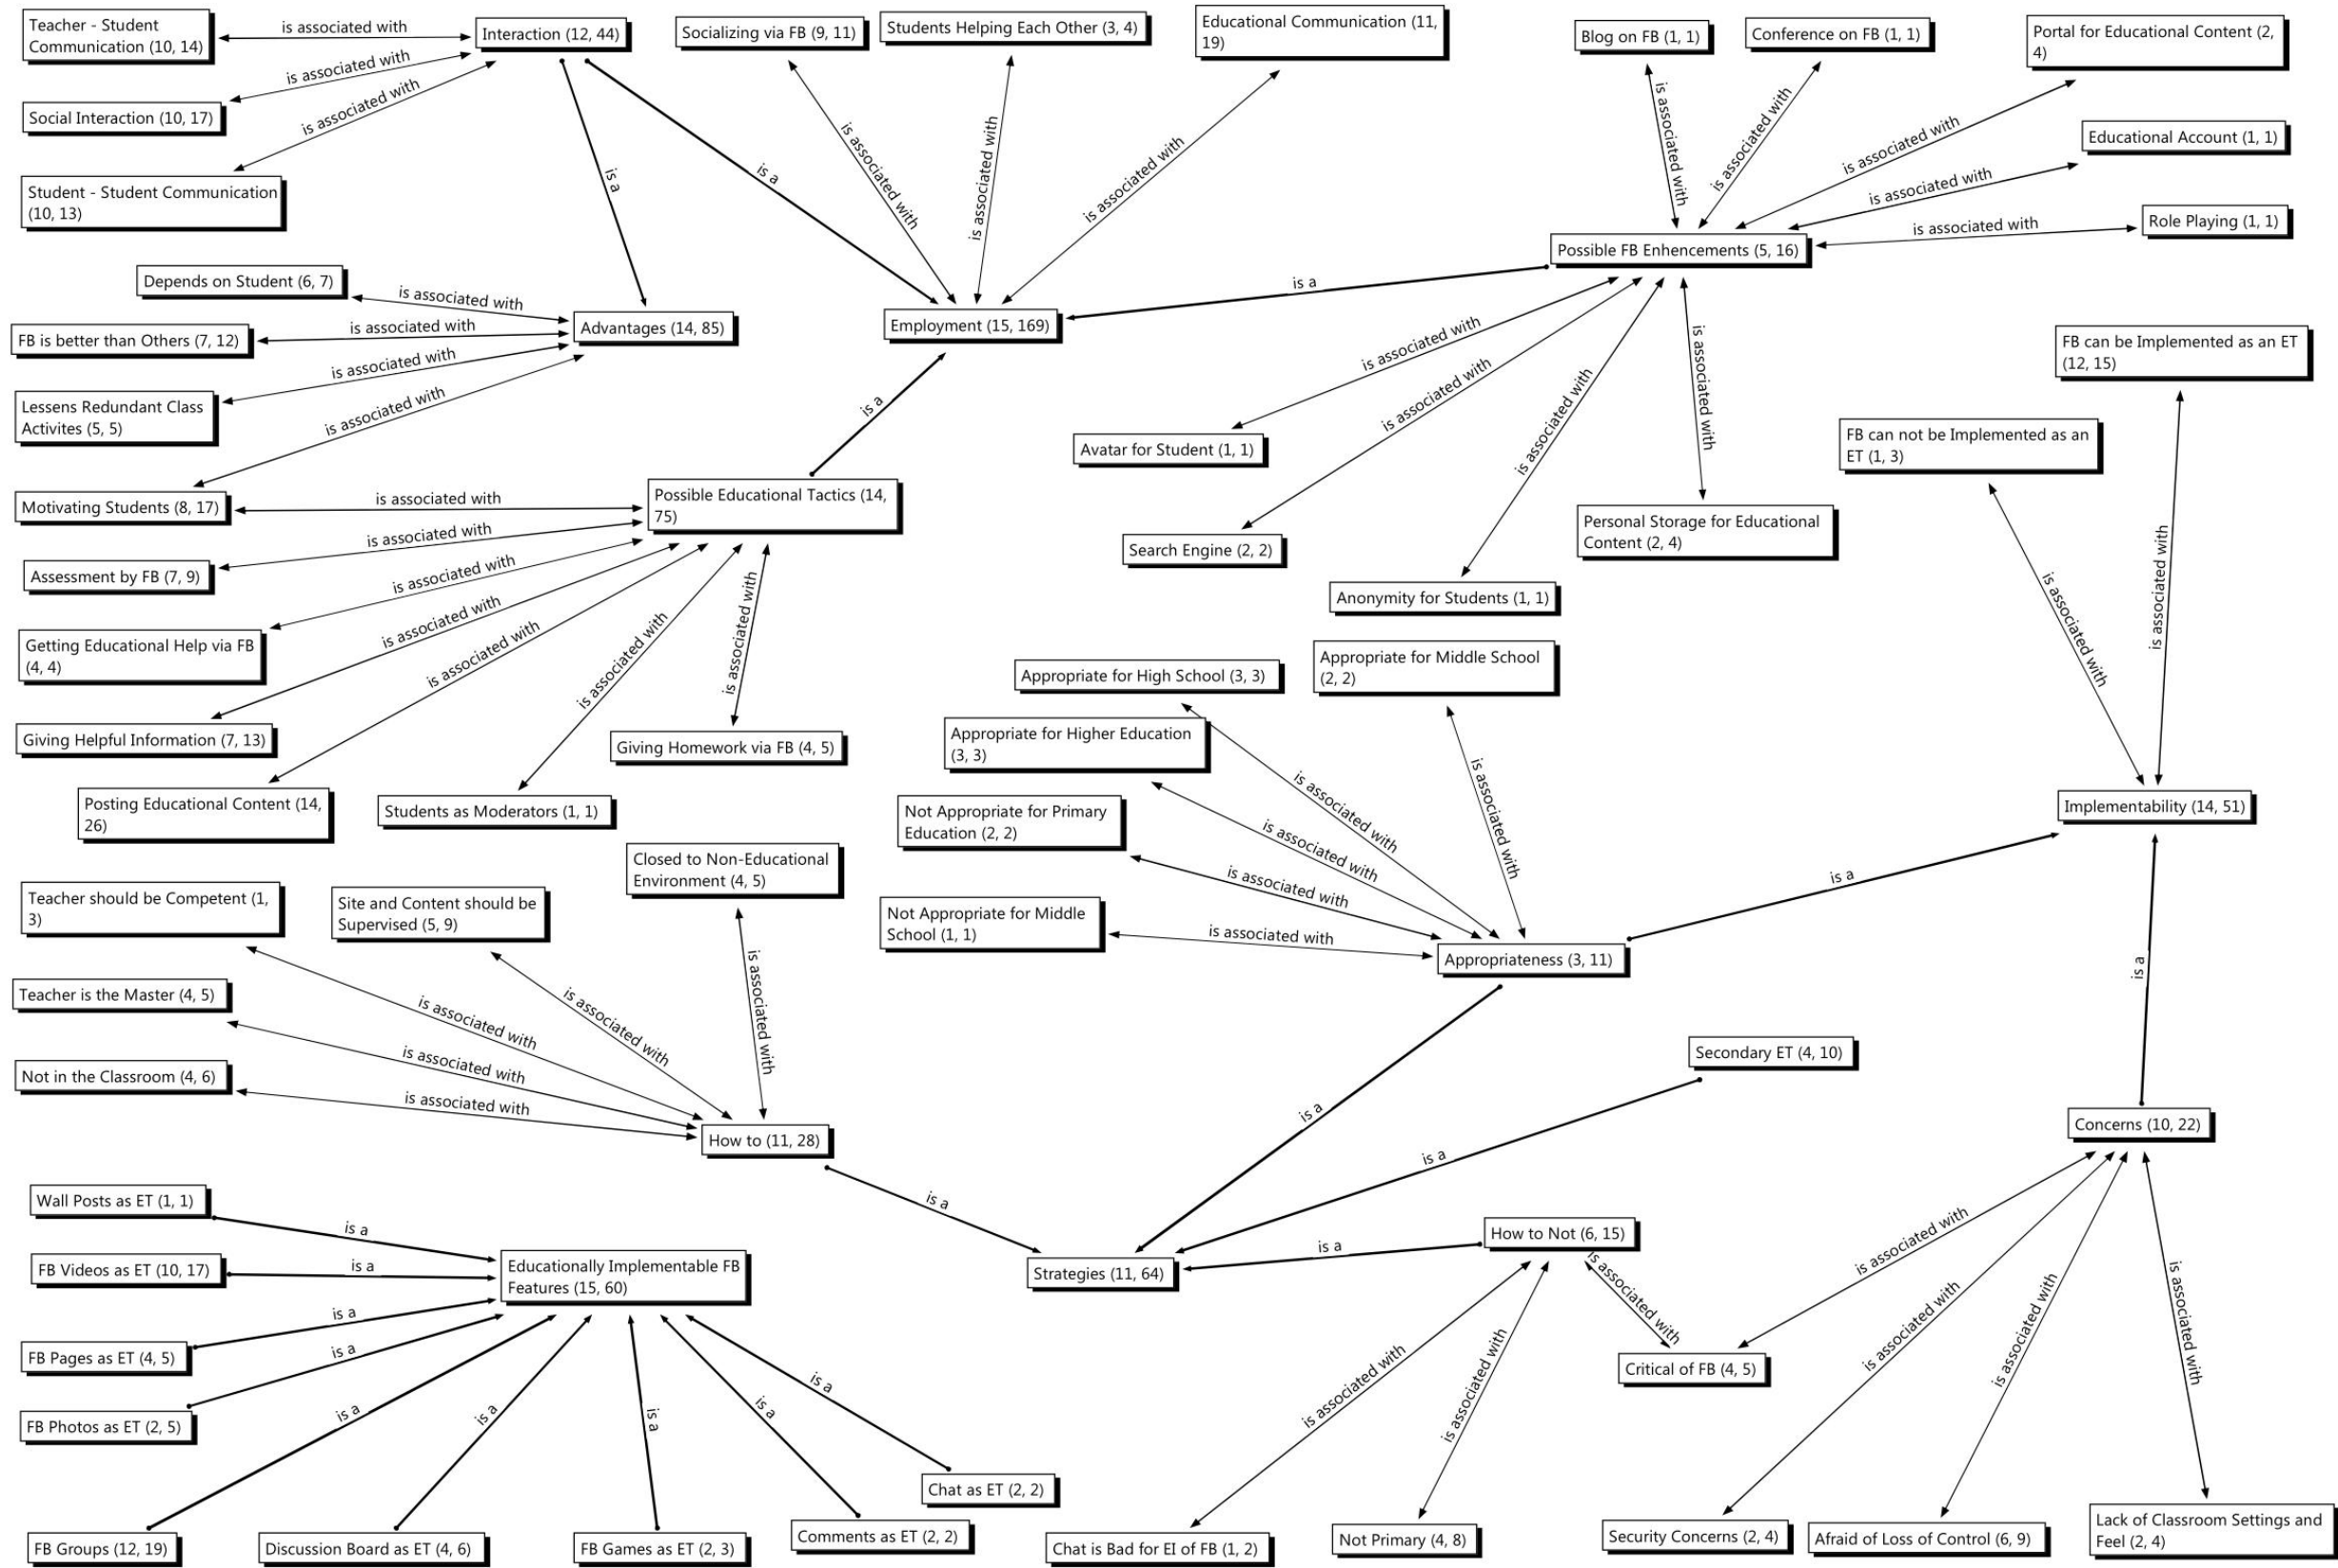 Teacher - Student
Communication (10, 14)
is associated with
Interaction (12, 44)
Socializing via FB (9, 11)
Students Helping Each Other (3, 4)
Educational Communication (11,
19)
Blog on FB (1, 1)
Conference on FB (1, 1)
Portal for Educational Content (2,
4)
is associated with
Social Interaction (10, 17)
is associated with
Student - Student Communication
(10, 13)
is a
is a
is associated with
is associated with
is associated with
is associated with
is associated with
is associated with
Educational Account (1, 1)
is associated with
Role Playing (1, 1)
is associated with
Possible FB Enhencements (5, 16)
is a
Depends on Student (6, 7)
is associated with
FB is better than Others (7, 12)
is associated with
Advantages (14, 85)
Employment (15, 169)
is associated with
Lessens Redundant Class
Activites (5, 5)
is associated with
is a
is associated with
is associated with
is associated with
is associated with
FB can be Implemented as an ET
(12, 15)
Avatar for Student (1, 1)
FB can not be Implemented as an
ET (1, 3)
Motivating Students (8, 17)
is associated with
Possible Educational Tactics (14,
75)
Search Engine (2, 2)
Personal Storage for Educational
Content (2, 4)
Assessment by FB (7, 9)
is associated with
Anonymity for Students (1, 1)
is associated with
is associated with
Getting Educational Help via FB
(4, 4)
is associated with
is associated with
is associated with
is associated with
is associated with
Giving Helpful Information (7, 13)
Giving Homework via FB (4, 5)
Posting Educational Content (14,
26)
Students as Moderators (1, 1)
Appropriate for High School (3, 3)
Appropriate for Middle School
(2, 2)
Appropriate for Higher Education
(3, 3)
Not Appropriate for Primary
Education (2, 2)
Not Appropriate for Middle
School (1, 1)
is associated with
is associated with
is associated with
is associated with
is associated with
Appropriateness (3, 11)
is a
Implementability (14, 51)
is a
Closed to Non-Educational
Environment (4, 5)
Teacher should be Competent (1,
3)
Site and Content should be
Supervised (5, 9)
Teacher is the Master (4, 5)
Not in the Classroom (4, 6)
is associated with
is associated with
is associated with
is associated with
is associated with
How to (11, 28)
is a
is a
Secondary ET (4, 10)
is a
Concerns (10, 22)
Wall Posts as ET (1, 1)
is a
FB Videos as ET (10, 17)
is a
Educationally Implementable FB
Features (15, 60)
Strategies (11, 64)
is a
How to Not (6, 15)
is associated with
is associated with
is associated with
is associated with
is associated with
FB Pages as ET (4, 5)
is a
is a
FB Photos as ET (2, 5)
is a
is a
is a
is a
is a
is associated with
is associated with
Critical of FB (4, 5)
Chat as ET (2, 2)
FB Groups (12, 19)
Discussion Board as ET (4, 6)
FB Games as ET (2, 3)
Comments as ET (2, 2)
Chat is Bad for EI of FB (1, 2)
Not Primary (4, 8)
Security Concerns (2, 4)
Afraid of Loss of Control (6, 9)
Lack of Classroom Settings and
Feel (2, 4)